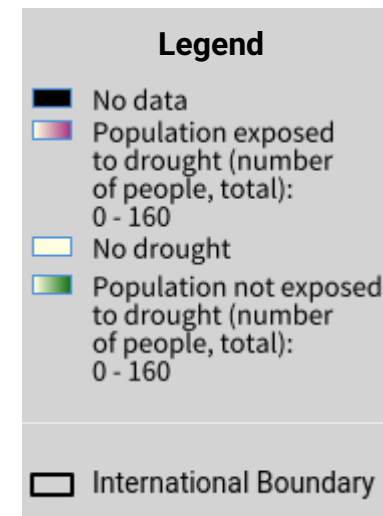 Legend
No data
Population exposed
to drought (number
of people, total):
0 - 160
No drought
Population not exposed
to drought (number
of people, total):
0 - 160
International Boundary